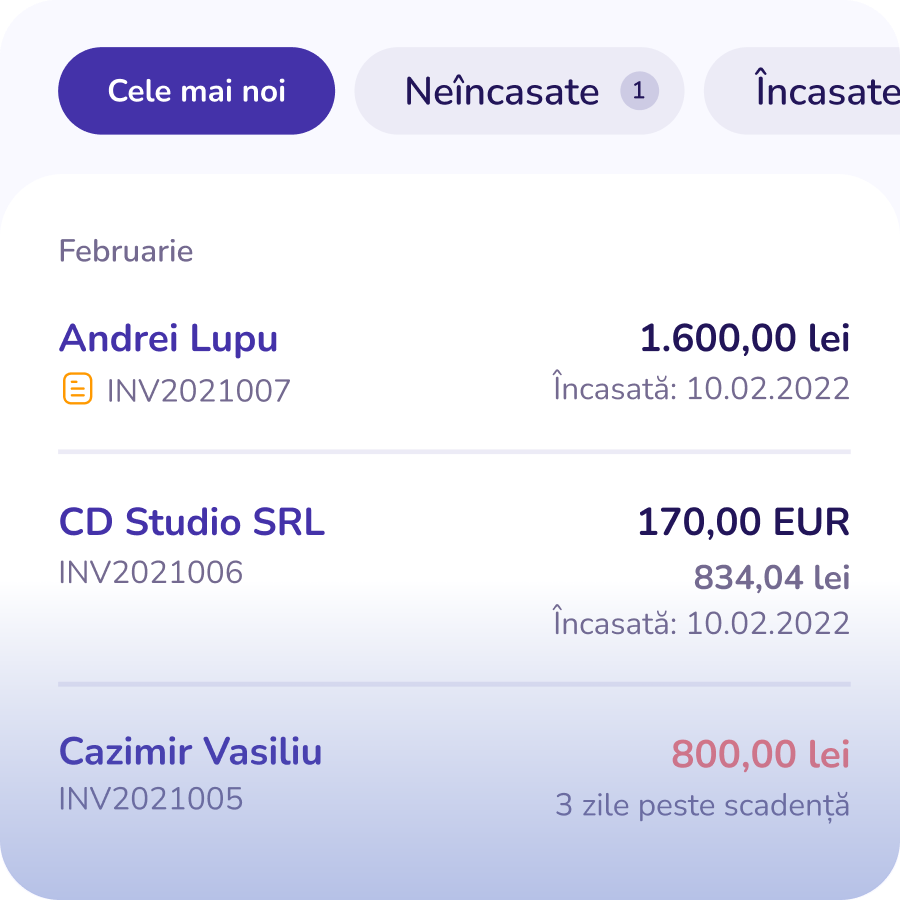 Cele mai noi
Neîncasate 1
Încasate
Februarie
Andrei Lupu 1.600,00 lei
INV2021007 Încasată: 10.02.2022
CD Studio SRL 170,00 EUR
INV2021006 834,04 lei
Încasată: 10.02.2022
Cazimir Vasiliu 800,00 lei
INV2021005 3 zile peste scadență